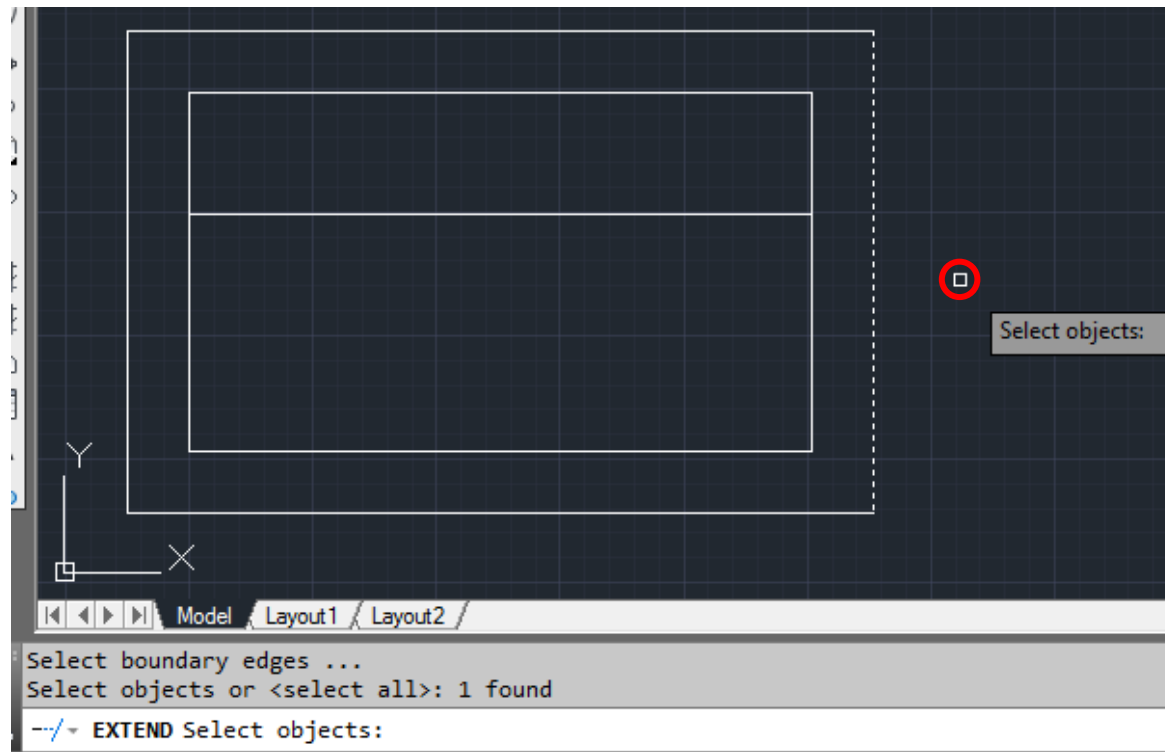 Select objects:
Y
X
Model Layout1 Layout2
Select boundary edges ...
Select objects or <select all>: 1 found
EXTEND Select objects: